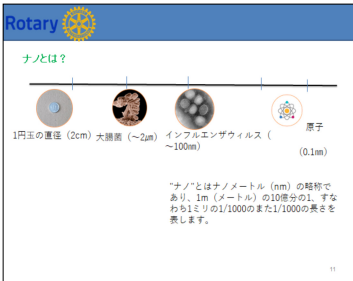 Rotary
ナノとは？
1円玉の直径（2cm）
大腸菌（～2μm）
インフルエンザウィルス（
～100nm）
原子
(0.1nm)
"ナノ"とはナノメートル（nm）の略称で
あり、1m（メートル）の10億分の1、すな
わち1ミリの1/1000のまた1/1000の長さを
表します。
11